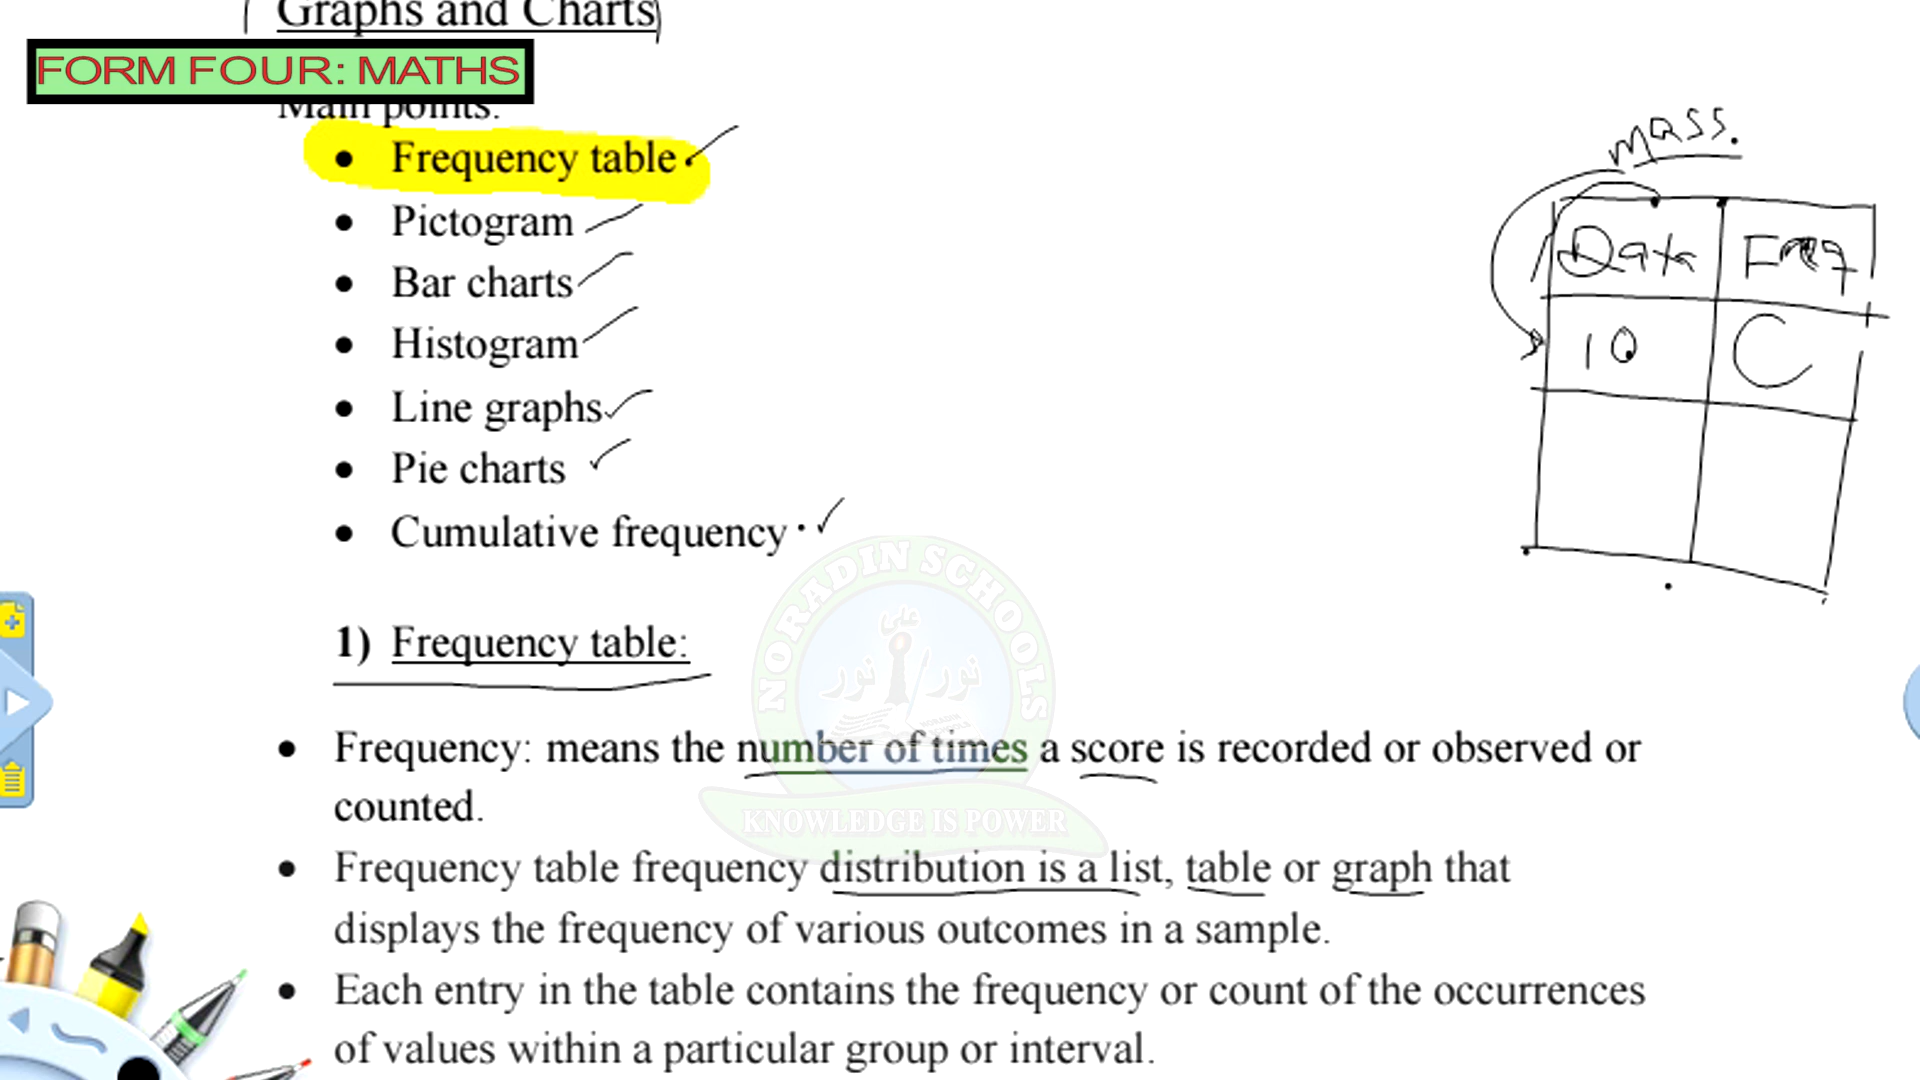 Graphs and Charts
FORM FOUR: MATHS
Main points:
• Frequency table
• Pictogram
• Bar charts
• Histogram
• Line graphs
• Pie charts
• Cumulative frequency
mass.
Data Freq
10
1) Frequency table:
• Frequency: means the number of times a score is recorded or observed or
counted.
• Frequency table frequency distribution is a list, table or graph that
displays the frequency of various outcomes in a sample.
• Each entry in the table contains the frequency or count of the occurrences
of values within a particular group or interval.
NORADIN SCHOOLS
نور نور
KNOWLEDGE IS POWER